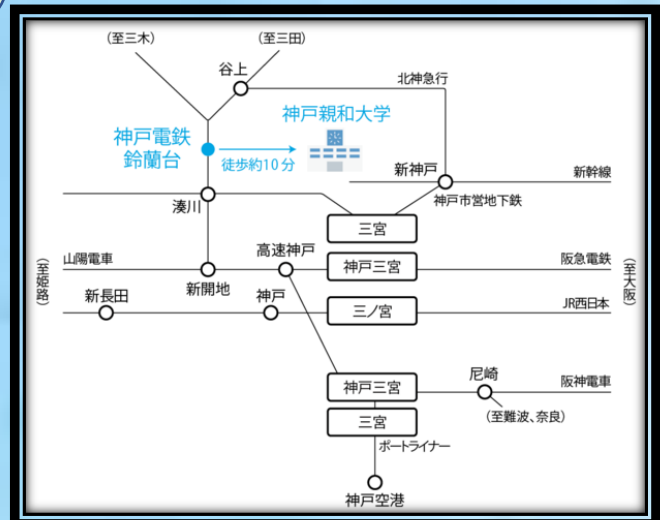 (至三木)
(至三田)
谷上
北神急行
神戸電鉄
鈴蘭台
神戸親和大学
徒歩約10分
新神戸
新幹線
神戸市営地下鉄
湊川
三宮
(至姫路)
山陽電車
高速神戸
神戸三宮
阪急電鉄
(至大阪)
新開地
新長田
神戸
三ノ宮
JR西日本
神戸三宮
尼崎
阪神電車
三宮
(至難波、奈良)
ポートライナー
神戸空港